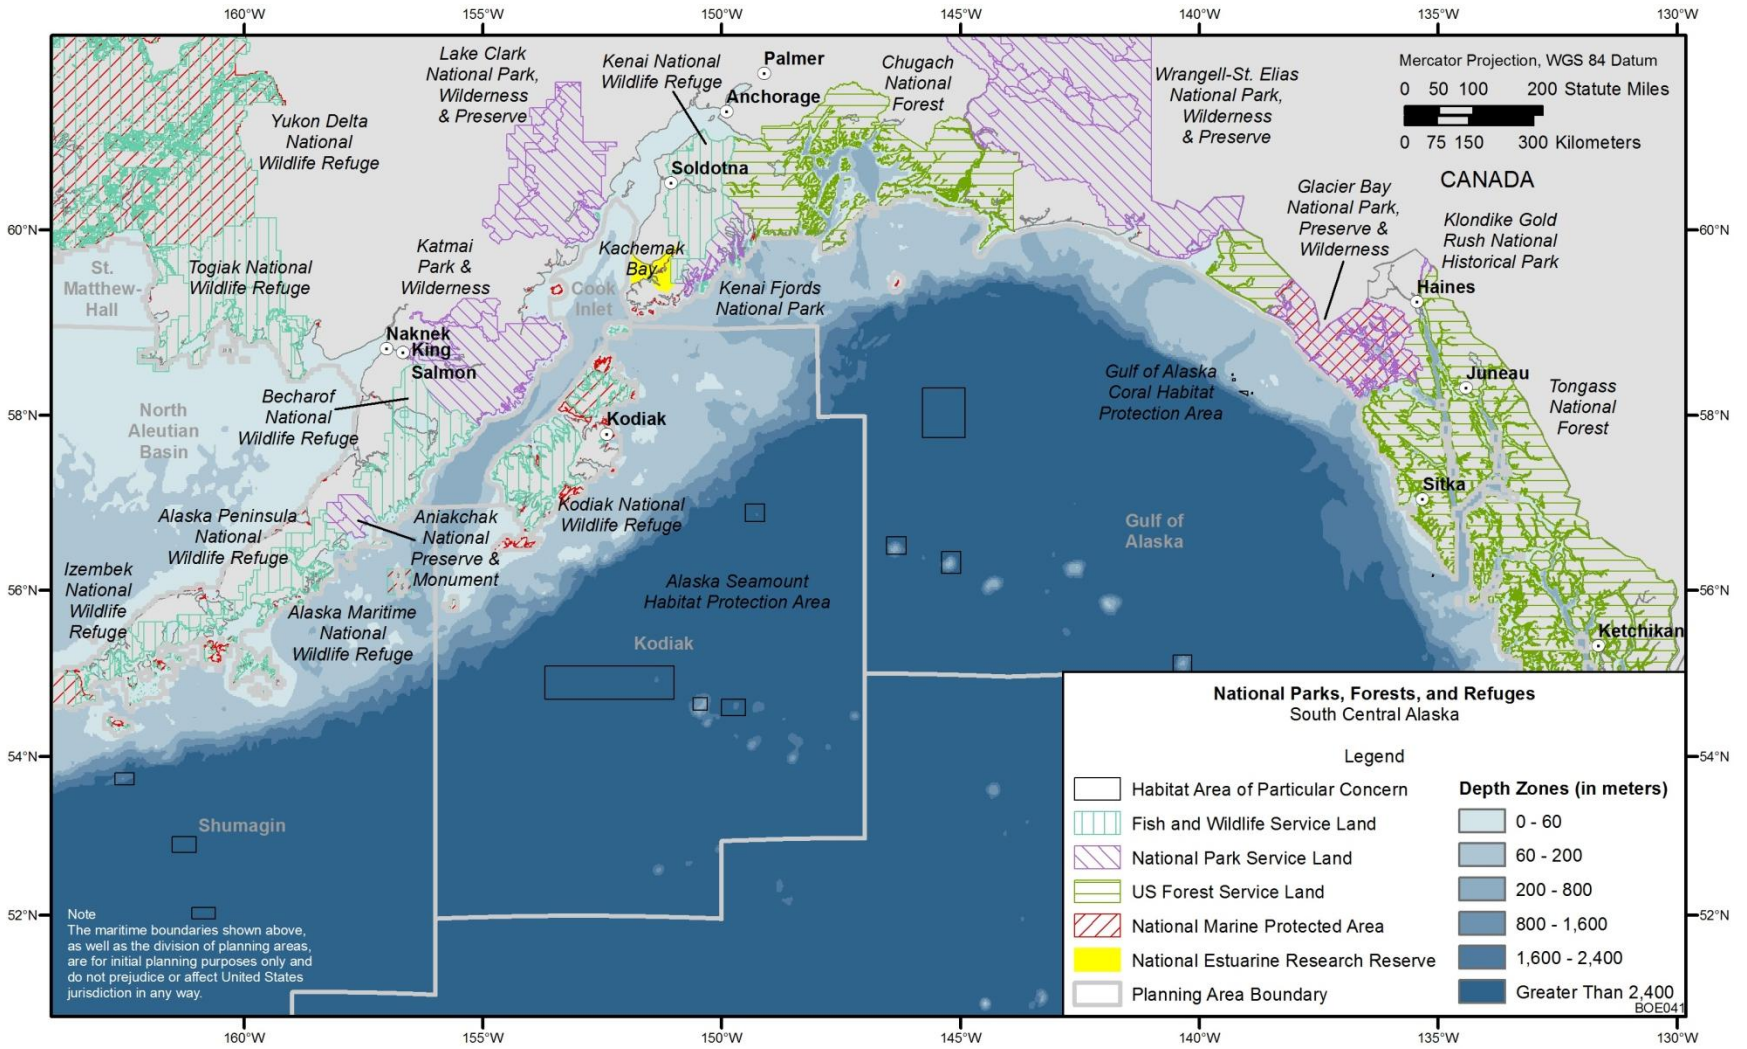 160°W
155°W
150°W
145°W
140°W
135°W
130°W
60°N
58°N
56°N
54°N
52°N
Lake Clark
National Park,
Wilderness
& Preserve
Kenai National
Wildlife Refuge
Palmer
Anchorage
Chugach
National
Forest
Wrangell-St. Elias
National Park,
Wilderness
& Preserve
Mercator Projection, WGS 84 Datum
0 50 100 200 Statute Miles
0 75 150 300 Kilometers
CANADA
Yukon Delta
National
Wildlife Refuge
Soldotna
Glacier Bay
National Park,
Preserve &
Wilderness
Klondike Gold
Rush National
Historical Park
St.
Matthew-
Hall
Togiak National
Wildlife Refuge
Katmai
Park &
Wilderness
Kachemak
Bay
Cook
Inlet
Kenai Fjords
National Park
Haines
Naknek
King
Salmon
Becharof
National
Wildlife Refuge
Gulf of Alaska
Coral Habitat
Protection Area
Juneau
Tongass
National
Forest
North
Aleutian
Basin
Kodiak
Sitka
Alaska Peninsula
National
Wildlife Refuge
Aniakchak
National
Preserve &
Monument
Kodiak National
Wildlife Refuge
Gulf of
Alaska
Izembek
National
Wildlife
Refuge
Alaska Maritime
National
Wildlife Refuge
Alaska Seamount
Habitat Protection Area
Kodiak
Ketchikan
Shumagin
Note
The maritime boundaries shown above,
as well as the division of planning areas,
are for initial planning purposes only and
do not prejudice or affect United States
jurisdiction in any way.
National Parks, Forests, and Refuges
South Central Alaska
Legend
Habitat Area of Particular Concern
Fish and Wildlife Service Land
National Park Service Land
US Forest Service Land
National Marine Protected Area
National Estuarine Research Reserve
Planning Area Boundary
Depth Zones (in meters)
0 - 60
60 - 200
200 - 800
800 - 1,600
1,600 - 2,400
Greater Than 2,400
BOE041
60°N
58°N
56°N
54°N
52°N
160°W
155°W
150°W
145°W
140°W
135°W
130°W